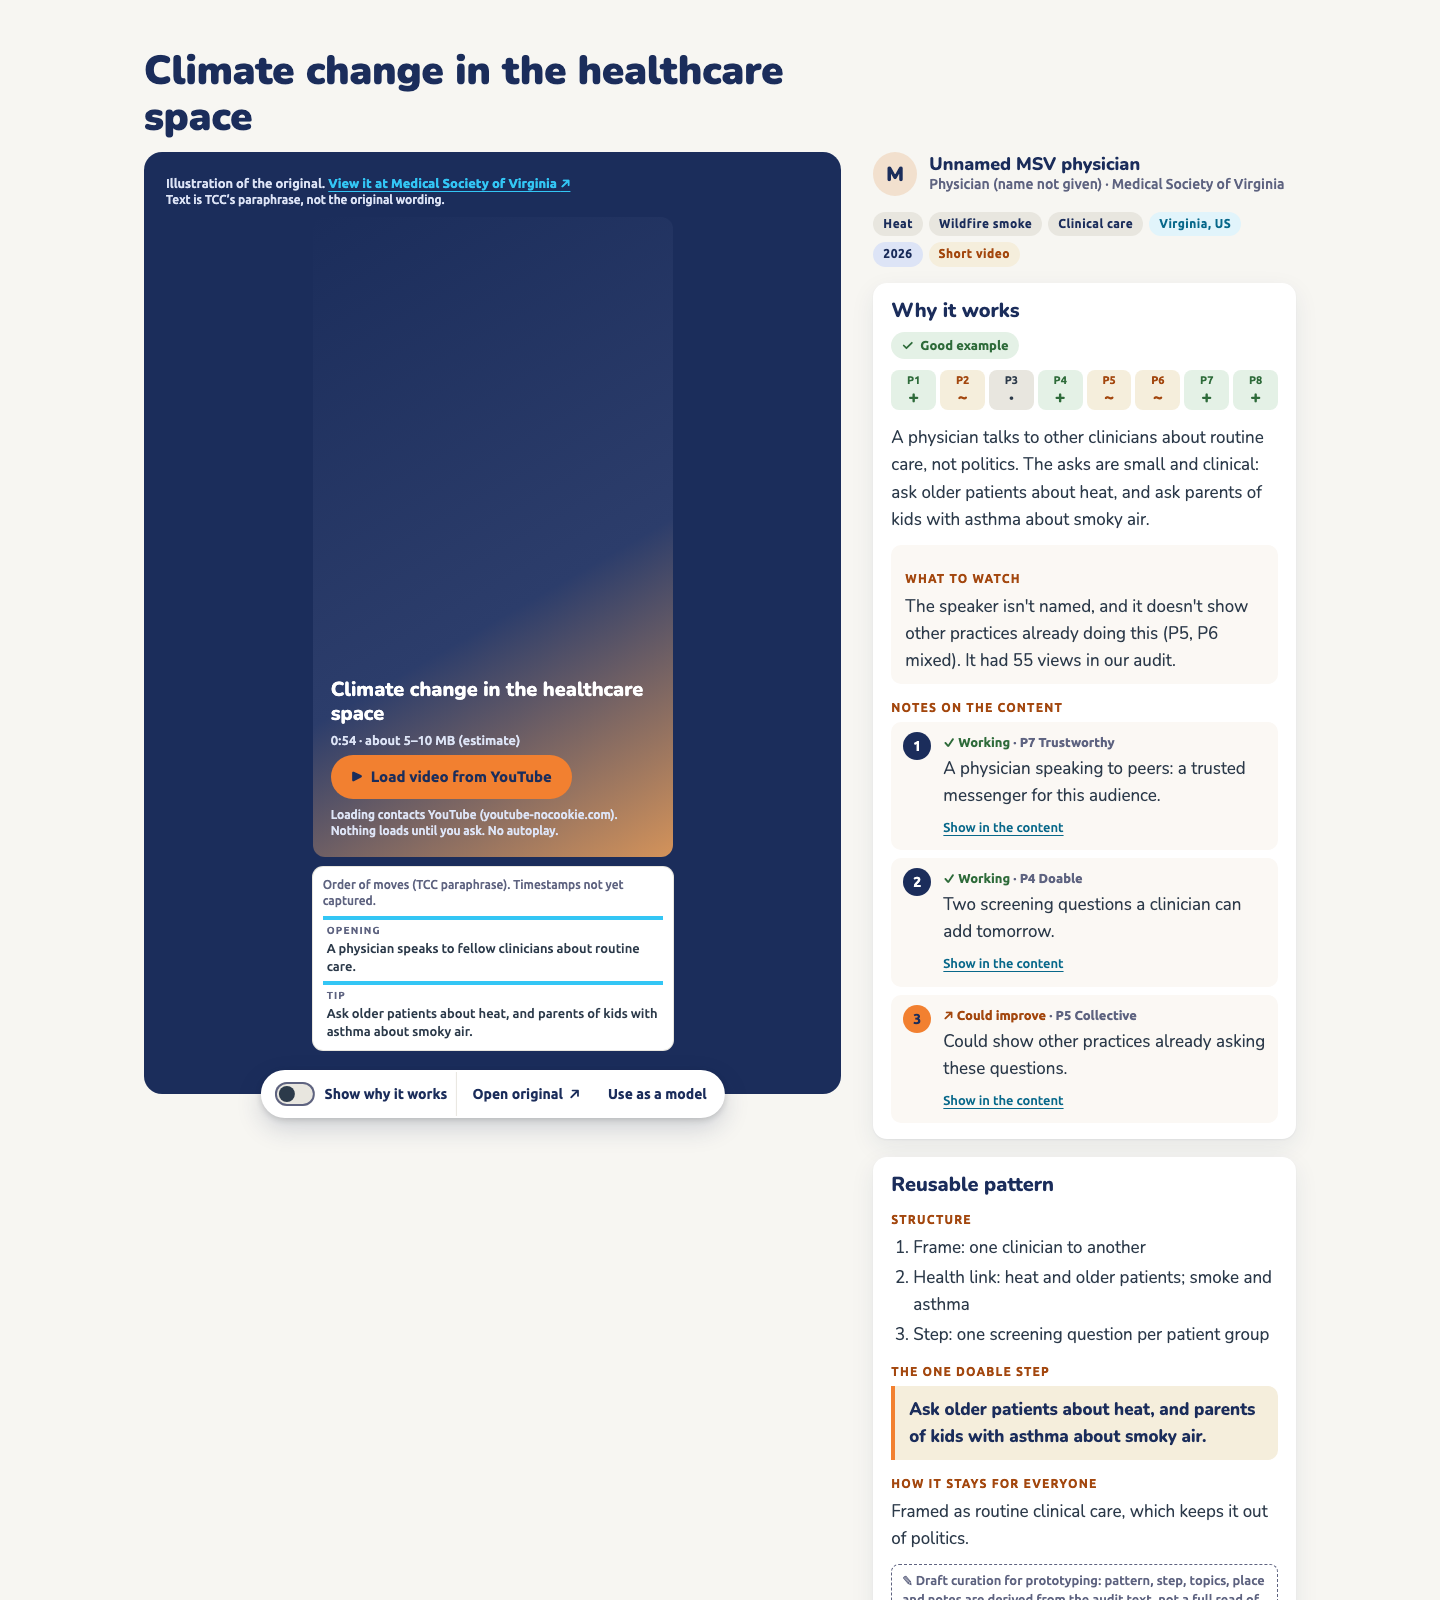 Climate change in the healthcare
space
Illustration of the original. View it at Medical Society of Virginia ↗
Text is TCC's paraphrase, not the original wording.
Climate change in the healthcare
space
0:54 · about 5–10 MB (estimate)
▶ Load video from YouTube
Loading contacts YouTube (youtube-nocookie.com).
Nothing loads until you ask. No autoplay.
Order of moves (TCC paraphrase). Timestamps not yet
captured.
OPENING
A physician speaks to fellow clinicians about routine
care.
TIP
Ask older patients about heat, and parents of kids with
asthma about smoky air.
Show why it works
Open original ↗
Use as a model
M
Unnamed MSV physician
Physician (name not given) · Medical Society of Virginia
Heat
Wildfire smoke
Clinical care
Virginia, US
2026
Short video
Why it works
✓ Good example
P1 P2 P3 P4 P5 P6 P7 P8
+ ~ · + ~ ~ + +
A physician talks to other clinicians about routine
care, not politics. The asks are small and clinical:
ask older patients about heat, and ask parents of
kids with asthma about smoky air.
WHAT TO WATCH
The speaker isn't named, and it doesn't show
other practices already doing this (P5, P6
mixed). It had 55 views in our audit.
NOTES ON THE CONTENT
1
✓ Working · P7 Trustworthy
A physician speaking to peers: a trusted
messenger for this audience.
Show in the content
2
✓ Working · P4 Doable
Two screening questions a clinician can
add tomorrow.
Show in the content
3
↗ Could improve · P5 Collective
Could show other practices already asking
these questions.
Show in the content
Reusable pattern
STRUCTURE
1. Frame: one clinician to another
2. Health link: heat and older patients; smoke and
asthma
3. Step: one screening question per patient group
THE ONE DOABLE STEP
Ask older patients about heat, and parents
of kids with asthma about smoky air.
HOW IT STAYS FOR EVERYONE
Framed as routine clinical care, which keeps it out
of politics.
✎ Draft curation for prototyping: pattern, step, topics, place
and notes are derived from the audit text, not a full read of